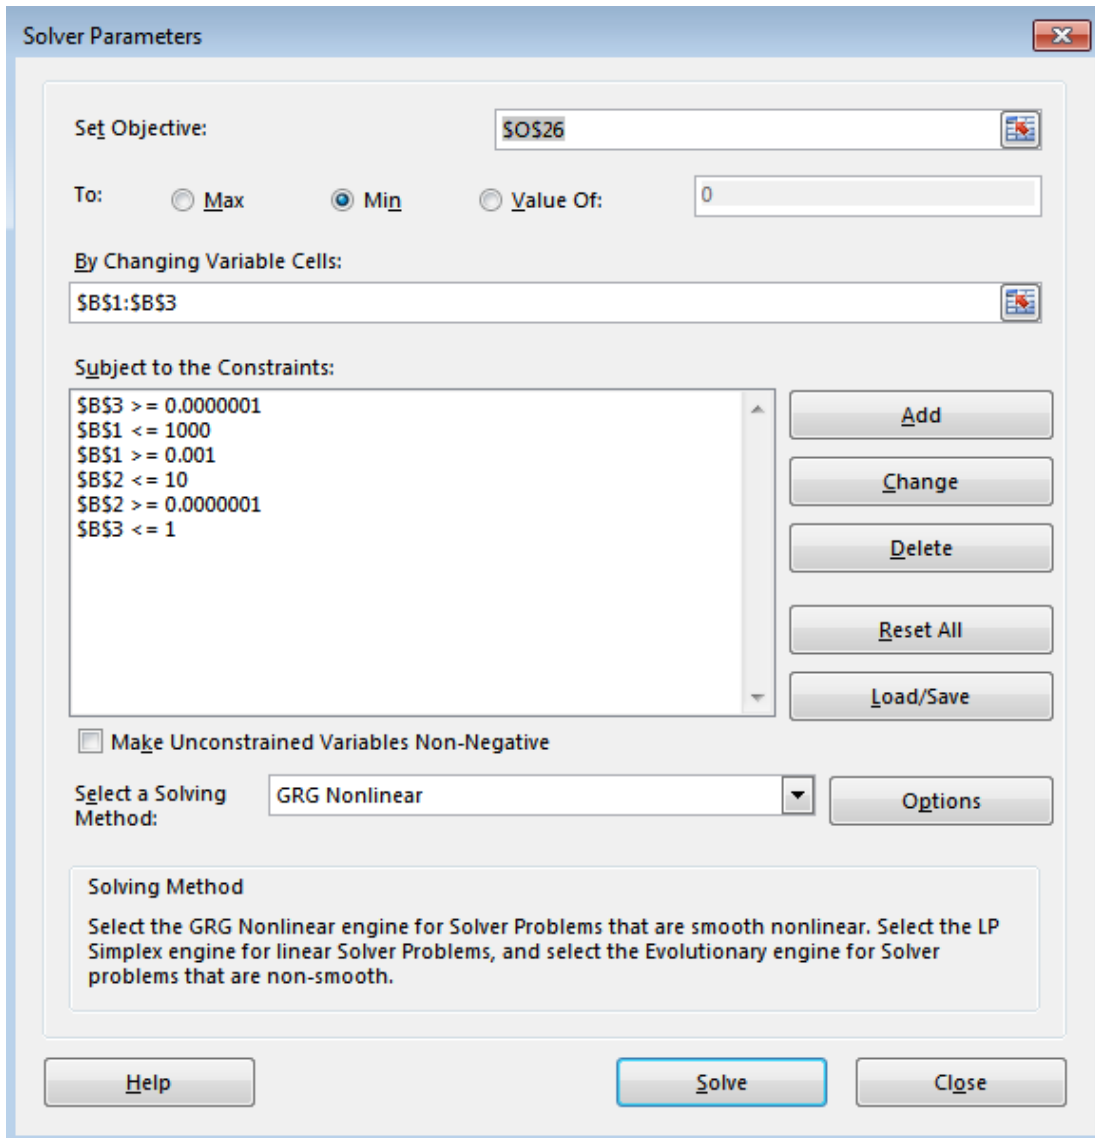 Solver Parameters
Set Objective: $O$26
To: Max Min Value Of: 0
By Changing Variable Cells:
$B$1:$B$3
Subject to the Constraints:
$B$3 >= 0.0000001
$B$1 <= 1000
$B$1 >= 0.001
$B$2 <= 10
$B$2 >= 0.0000001
$B$3 <= 1
Add
Change
Delete
Reset All
Load/Save
Make Unconstrained Variables Non-Negative
Select a Solving
Method:
GRG Nonlinear
Options
Solving Method
Select the GRG Nonlinear engine for Solver Problems that are smooth nonlinear. Select the LP
Simplex engine for linear Solver Problems, and select the Evolutionary engine for Solver
problems that are non-smooth.
Help Solve Close